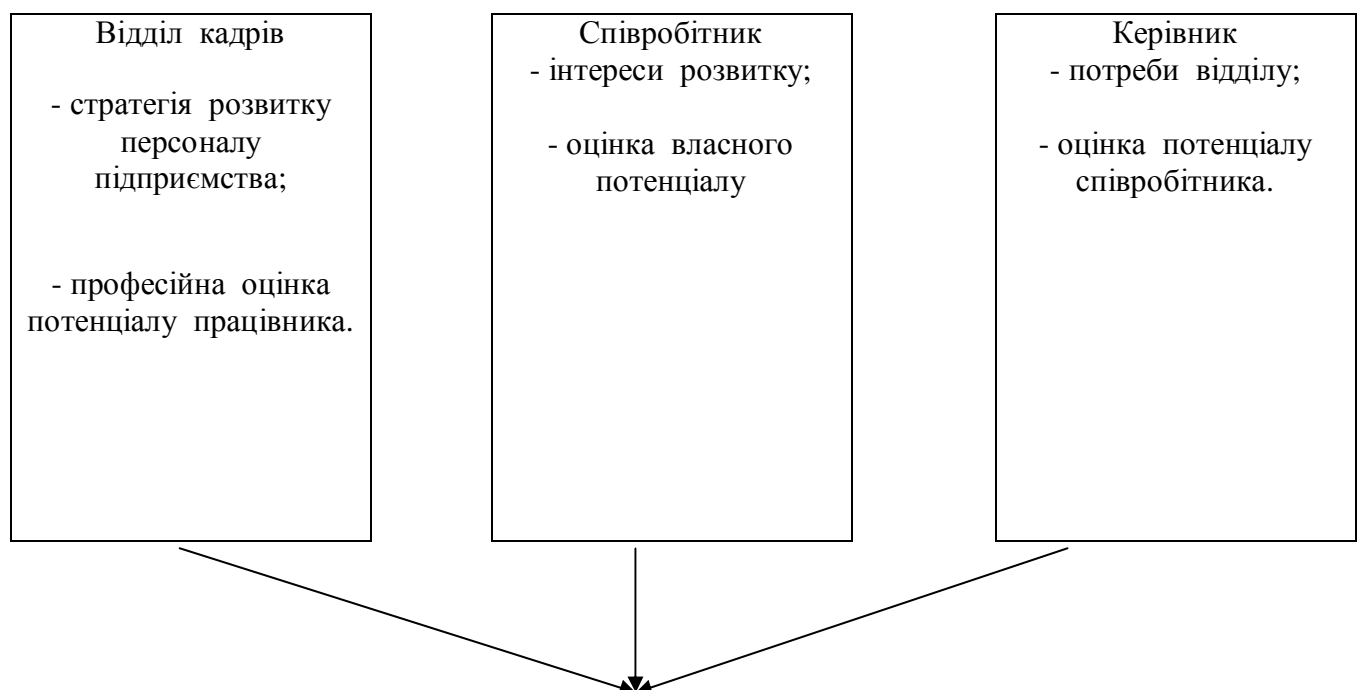 Відділ кадрів
- стратегія розвитку
персоналу
підприємства;
- професійна оцінка
потенціалу працівника.
Співробітник
- інтереси розвитку;
- оцінка власного
потенціалу
Керівник
- потреби відділу;
- оцінка потенціалу
співробітника.